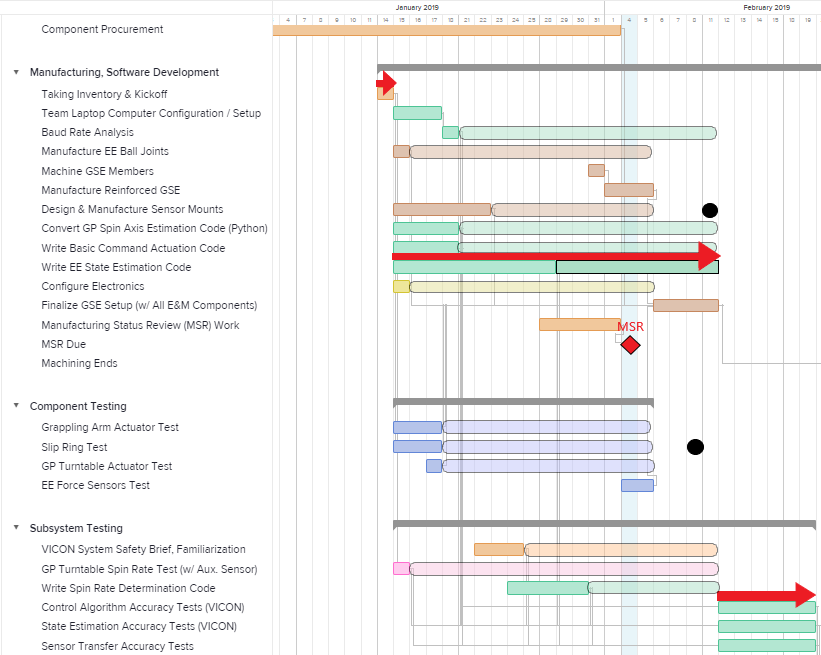 January 2019 February 2019
4 7 8 9 10 11 14 15 16 17 18 21 22 23 24 25 28 29 30 31 1 4 5 6 7 8 11 12 13 14 15 18 19
Component Procurement
Manufacturing, Software Development
Taking Inventory & Kickoff
Team Laptop Computer Configuration / Setup
Baud Rate Analysis
Manufacture EE Ball Joints
Machine GSE Members
Manufacture Reinforced GSE
Design & Manufacture Sensor Mounts
Convert GP Spin Axis Estimation Code (Python)
Write Basic Command Actuation Code
Write EE State Estimation Code
Configure Electronics
Finalize GSE Setup (w/ All E&M Components)
Manufacturing Status Review (MSR) Work MSR
MSR Due
Machining Ends
Component Testing
Grappling Arm Actuator Test
Slip Ring Test
GP Turntable Actuator Test
EE Force Sensors Test
Subsystem Testing
VICON System Safety Brief, Familiarization
GP Turntable Spin Rate Test (w/ Aux. Sensor)
Write Spin Rate Determination Code
Control Algorithm Accuracy Tests (VICON)
State Estimation Accuracy Tests (VICON)
Sensor Transfer Accuracy Tests